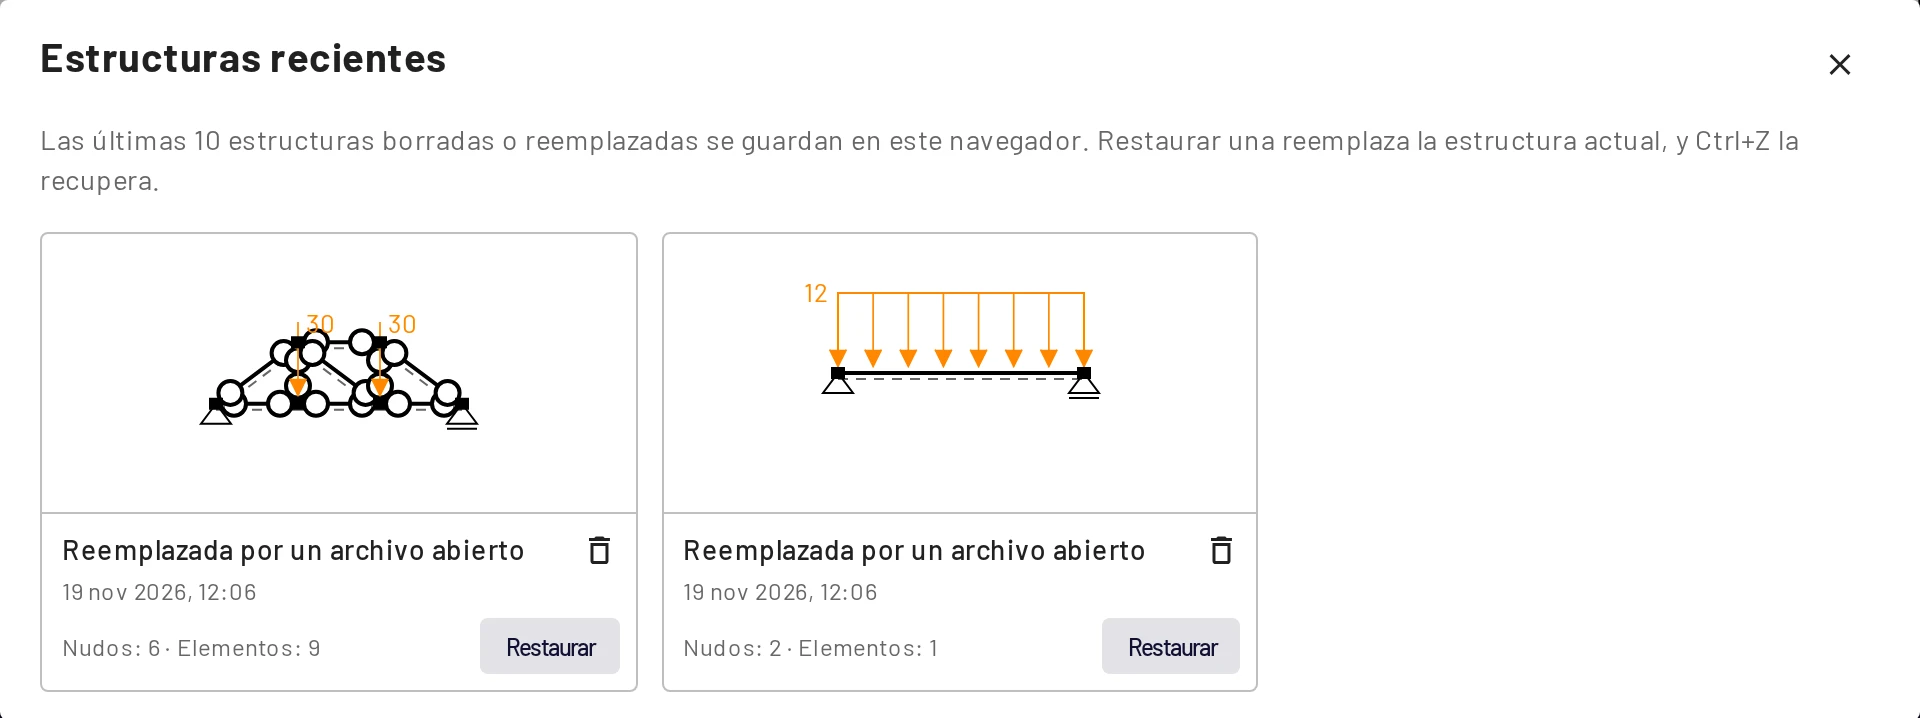 Estructuras recientes
Las últimas 10 estructuras borradas o reemplazadas se guardan en este navegador. Restaurar una reemplaza la estructura actual, y Ctrl+Z la
recupera.
30 30
Reemplazada por un archivo abierto
19 nov 2026, 12:06
Nudos: 6 · Elementos: 9
Restaurar
12
Reemplazada por un archivo abierto
19 nov 2026, 12:06
Nudos: 2 · Elementos: 1
Restaurar